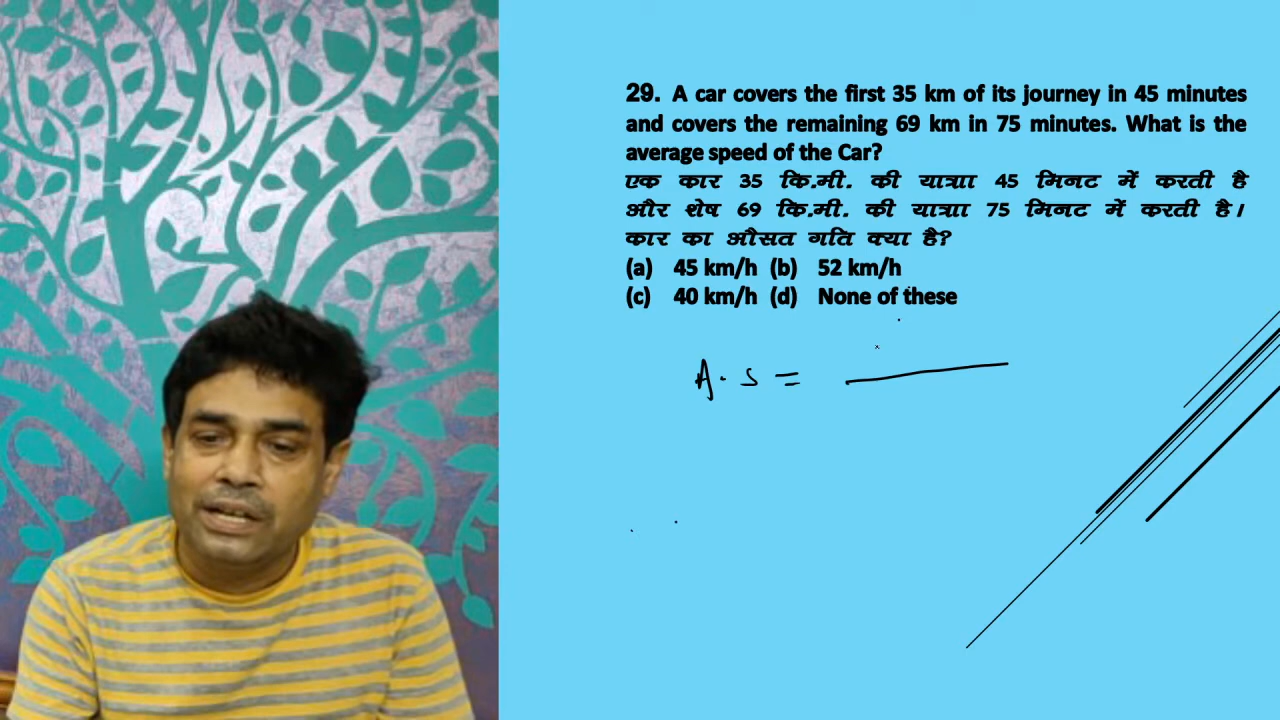 29. A car covers the first 35 km of its journey in 45 minutes
and covers the remaining 69 km in 75 minutes. What is the
average speed of the Car?
एक कार 35 कि.मी. की यात्राा 45 मिनट में करती है
और शेष 69 कि.मी. की यात्राा 75 मिनट में करती है।
कार का औसत गति क्या है?
(a) 45 km/h (b) 52 km/h
(c) 40 km/h (d) None of these
A. S =